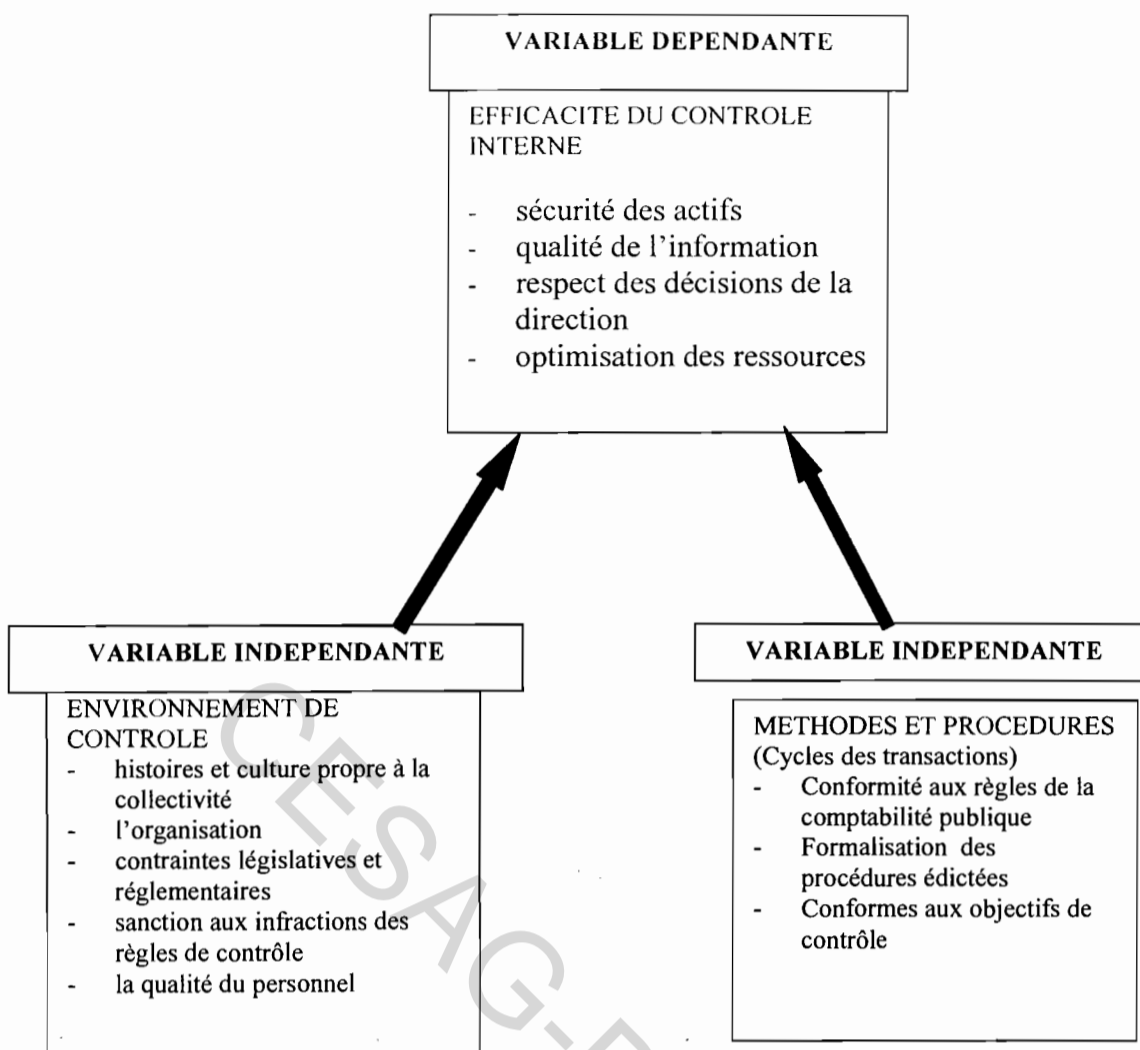 VARIABLE DEPENDANTE
EFFICACITE DU CONTROLE
INTERNE
- sécurité des actifs
- qualité de l'information
- respect des décisions de la
direction
- optimisation des ressources
VARIABLE INDEPENDANTE
ENVIRONNEMENT DE
CONTROLE
- histoires et culture propre à la
collectivité
- l'organisation
- contraintes législatives et
réglementaires
- sanction aux infractions des
règles de contrôle
- la qualité du personnel
VARIABLE INDEPENDANTE
METHODES ET PROCEDURES
(Cycles des transactions)
- Conformité aux règles de la
comptabilité publique
- Formalisation des
procédures édictées
- Conformes aux objectifs de
contrôle
CESAG-